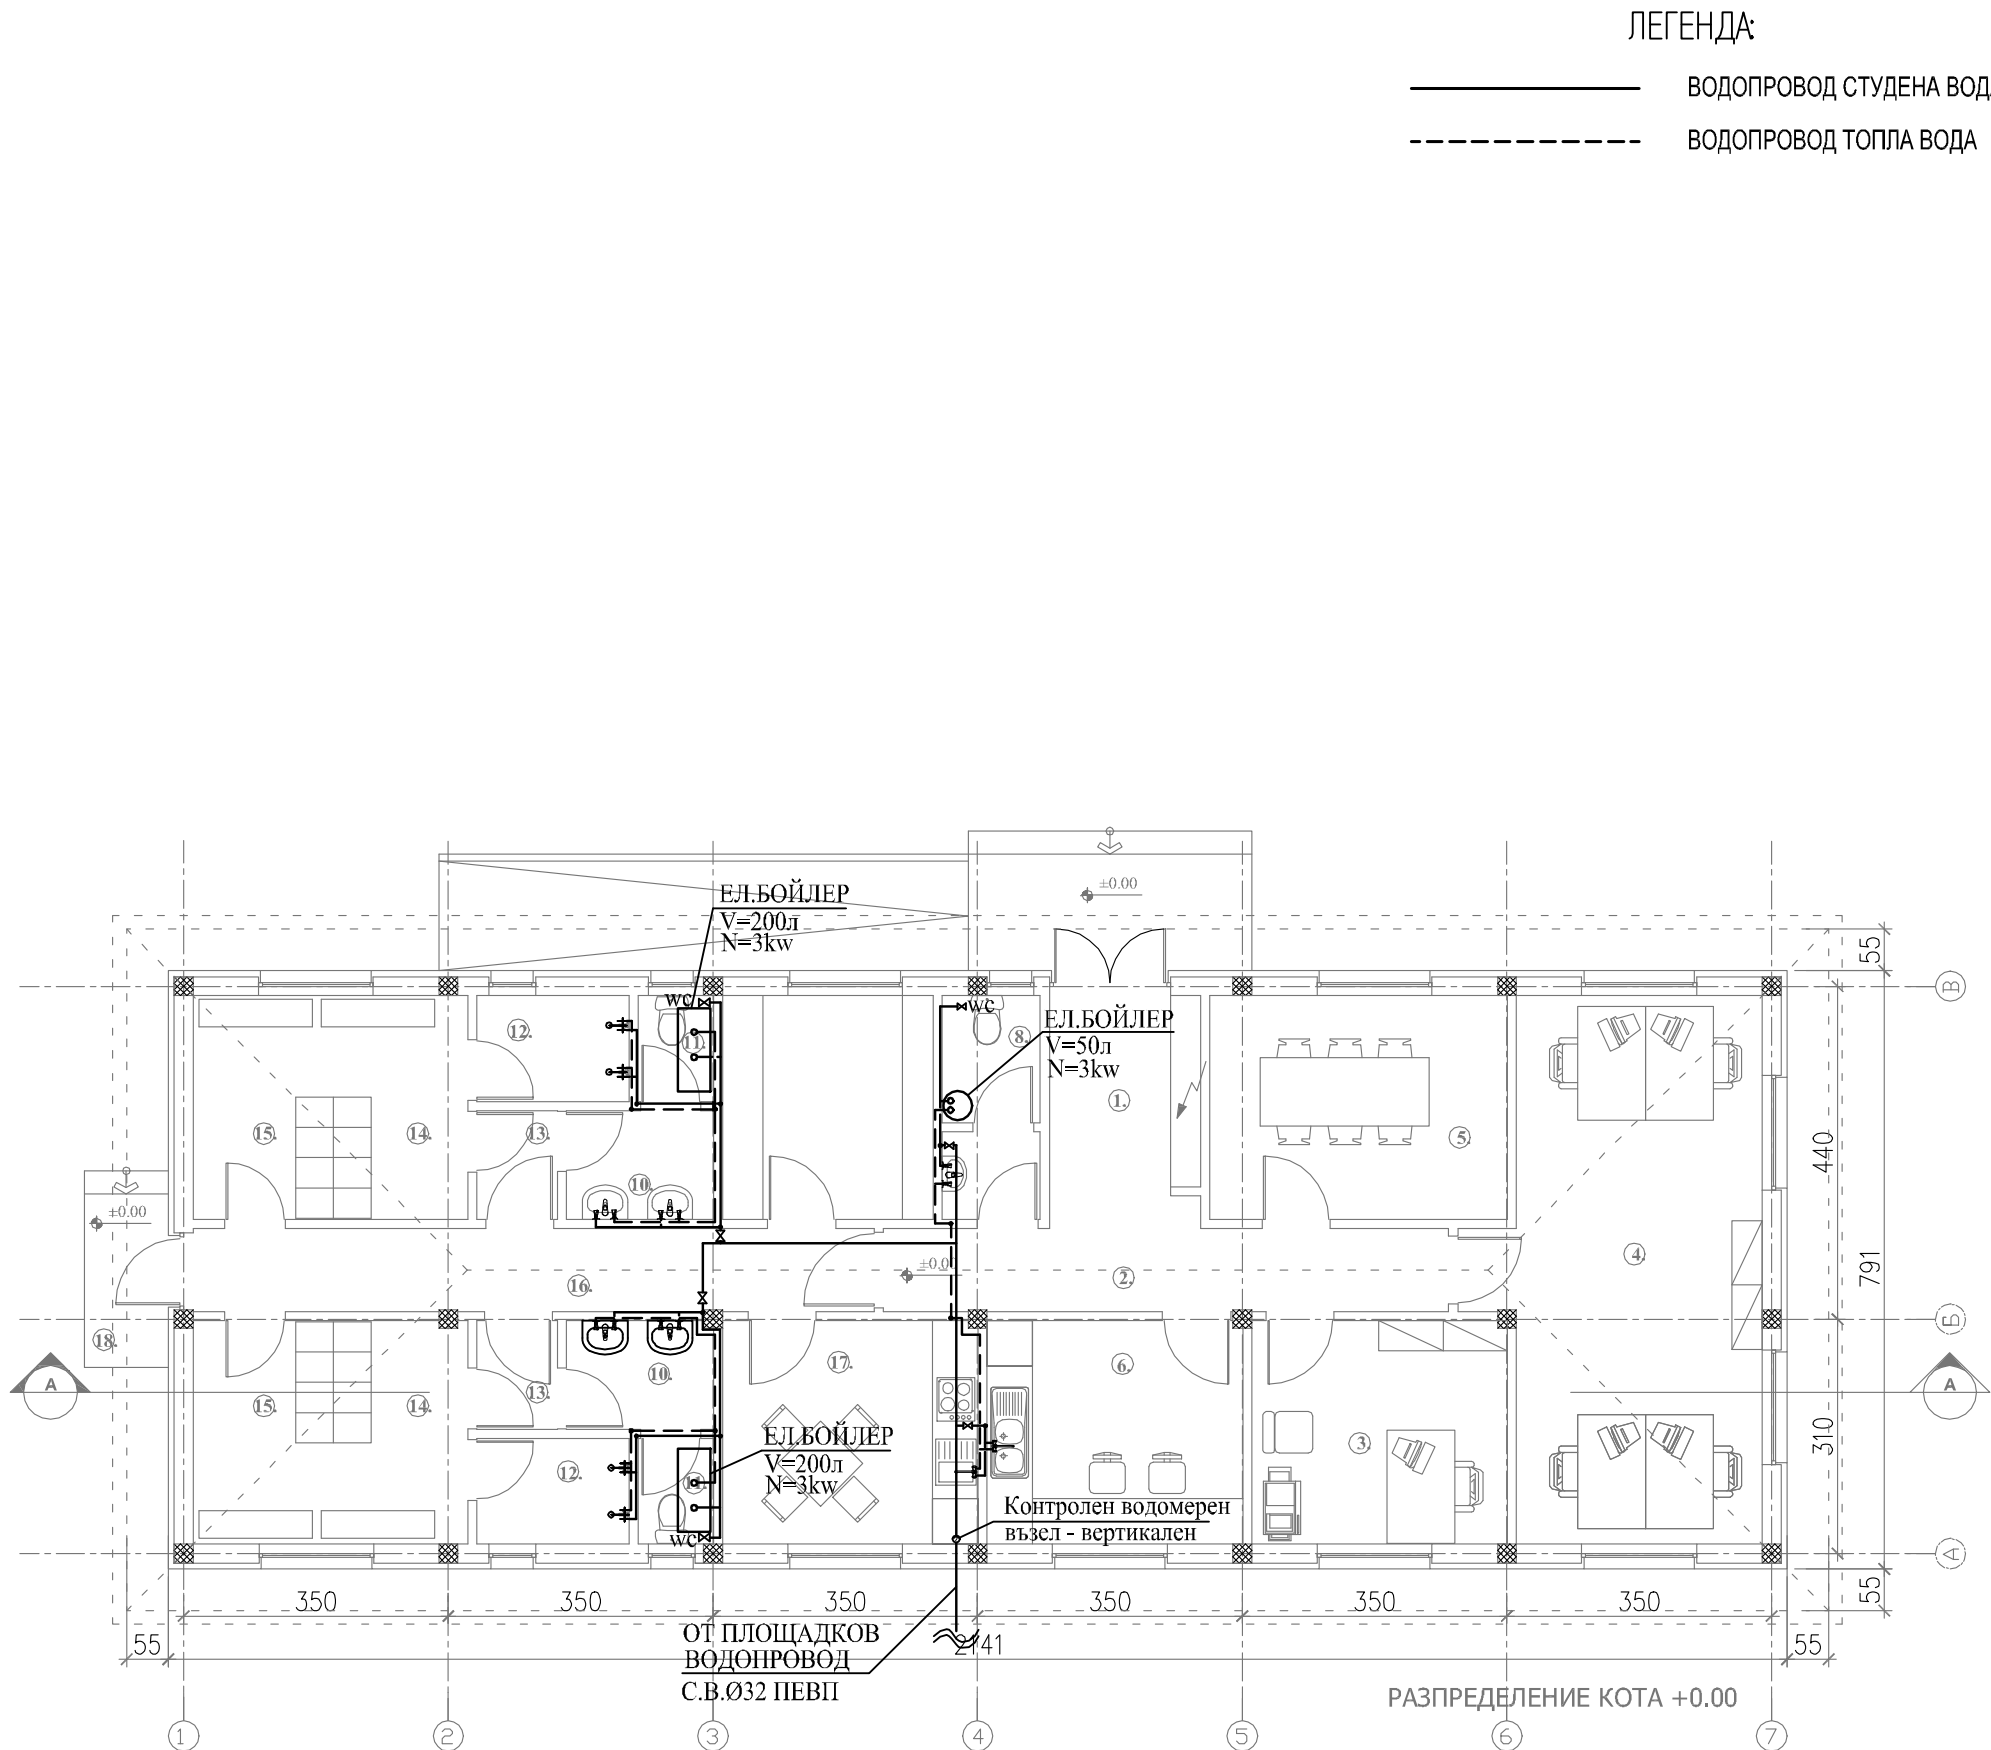 ЛЕГЕНДА:
ВОДОПРОВОД СТУДЕНА ВОДА
ВОДОПРОВОД ТОПЛА ВОДА
±0.00
ЕЛ.БОЙЛЕР
V=200л
N=3kw
55
В
wc
wc
12.
11.
8.
ЕЛ.БОЙЛЕР
V=50л
N=3kw
1.
15.
14.
13.
5.
440
10.
±0.00
4.
±0.00
16.
2.
791
18.
Б
17.
6.
A
15.
14.
13.
10.
A
310
ЕЛ.БОЙЛЕР
V=200л
N=3kw
3.
12.
11.
wc
Контролен водомерен
възел - вертикален
А
55
350
350
350
350
350
350
55
2141
55
ОТ ПЛОЩАДКОВ
ВОДОПРОВОД
С.В.Ø32 ПЕВП
РАЗПРЕДЕЛЕНИЕ КОТА +0.00
1
2
3
4
5
6
7